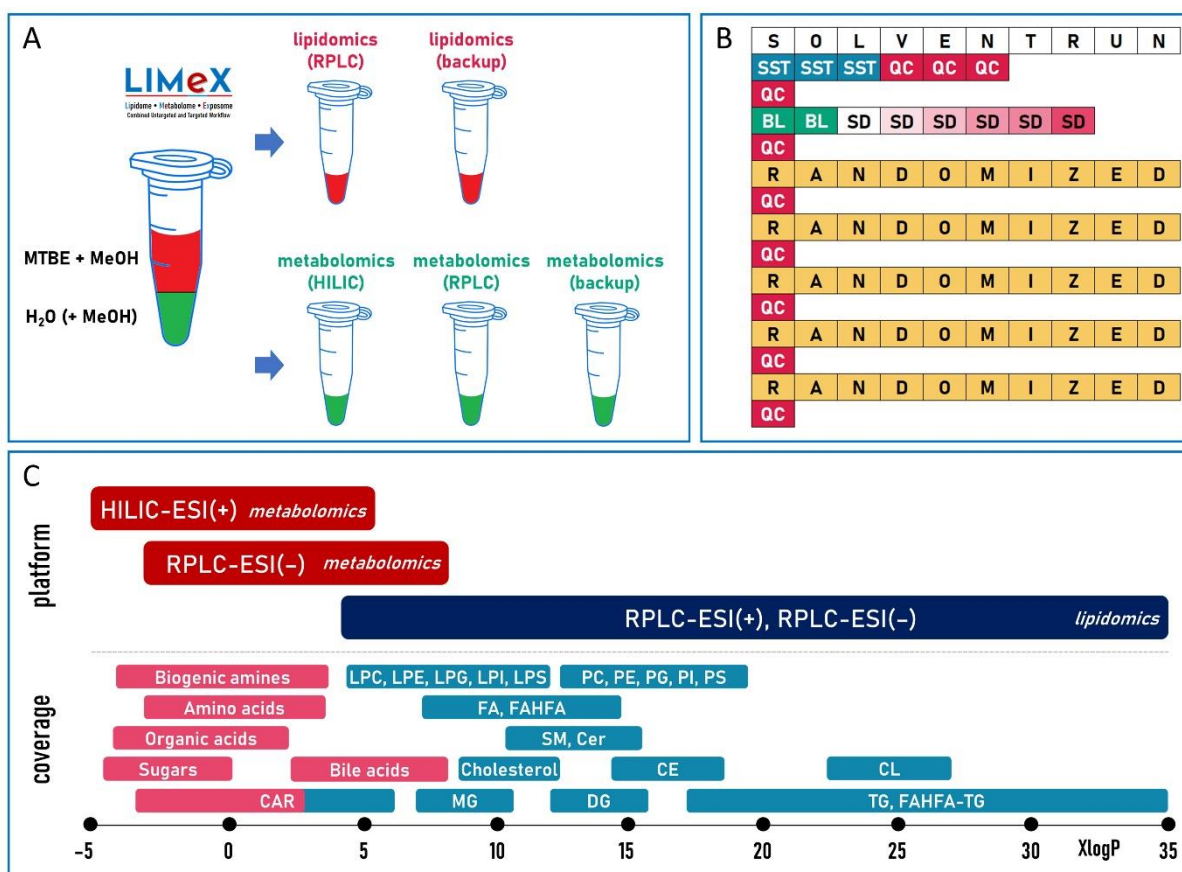 A
LIMeX
Lipidome • Metabolome • Exposome
Combined Untargeted and Targeted Workflow
lipidomics
(RPLC)
lipidomics
(backup)
MTBE + MeOH
H₂O (+ MeOH)
metabolomics
(HILIC)
metabolomics
(RPLC)
metabolomics
(backup)
B
S O L V E N T R U N
SST SST SST QC QC QC
QC
BL BL SD SD SD SD SD SD
QC
R A N D O M I Z E D
QC
R A N D O M I Z E D
QC
R A N D O M I Z E D
QC
R A N D O M I Z E D
QC
R A N D O M I Z E D
QC
C
platform
HILIC-ESI(+) metabolomics
RPLC-ESI(−) metabolomics
RPLC-ESI(+), RPLC-ESI(−) lipidomics
coverage
Biogenic amines LPC, LPE, LPG, LPI, LPS PC, PE, PG, PI, PS
Amino acids FA, FAHFA
Organic acids SM, Cer
Sugars Bile acids Cholesterol CE CL
CAR MG DG TG, FAHFA-TG
−5 0 5 10 15 20 25 30 XlogP 35